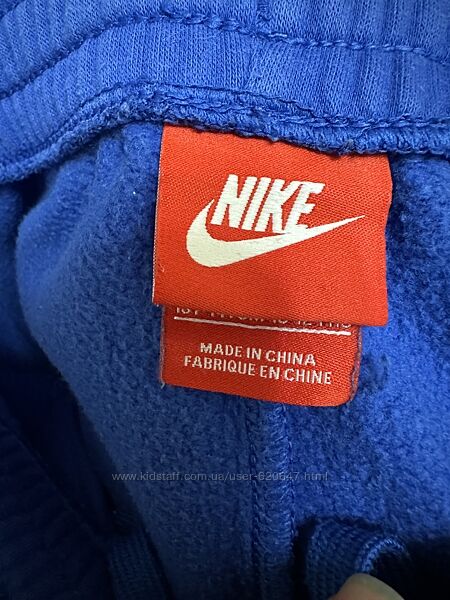 NIKE
MADE IN CHINA
FABRIQUE EN CHINE
www.kidstaff.com.ua/user-620647.html